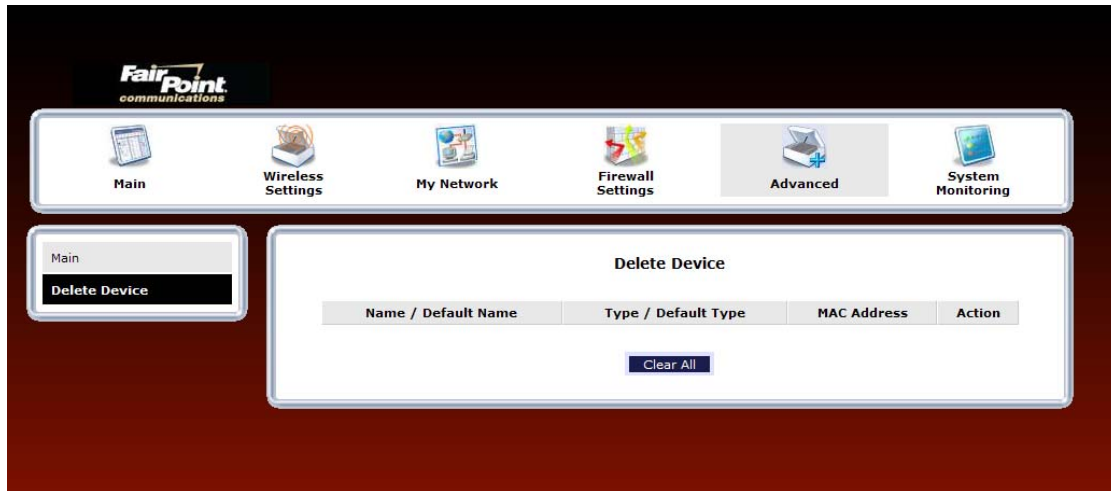 FairPoint.
communications
Main
Wireless
Settings
My Network
Firewall
Settings
Advanced
System
Monitoring
Main
Delete Device
Delete Device
Name / Default Name Type / Default Type MAC Address Action
Clear All